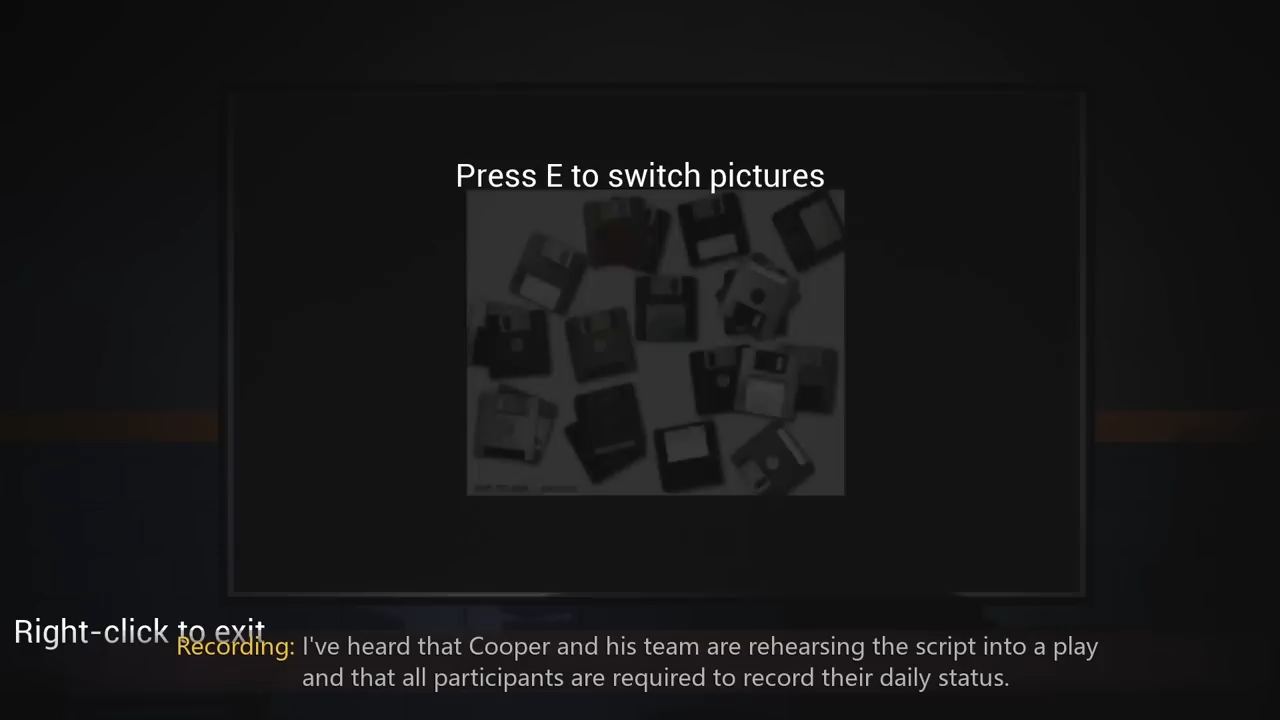 Press E to switch pictures
Right-click to exit
Recording: I've heard that Cooper and his team are rehearsing the script into a play
and that all participants are required to record their daily status.